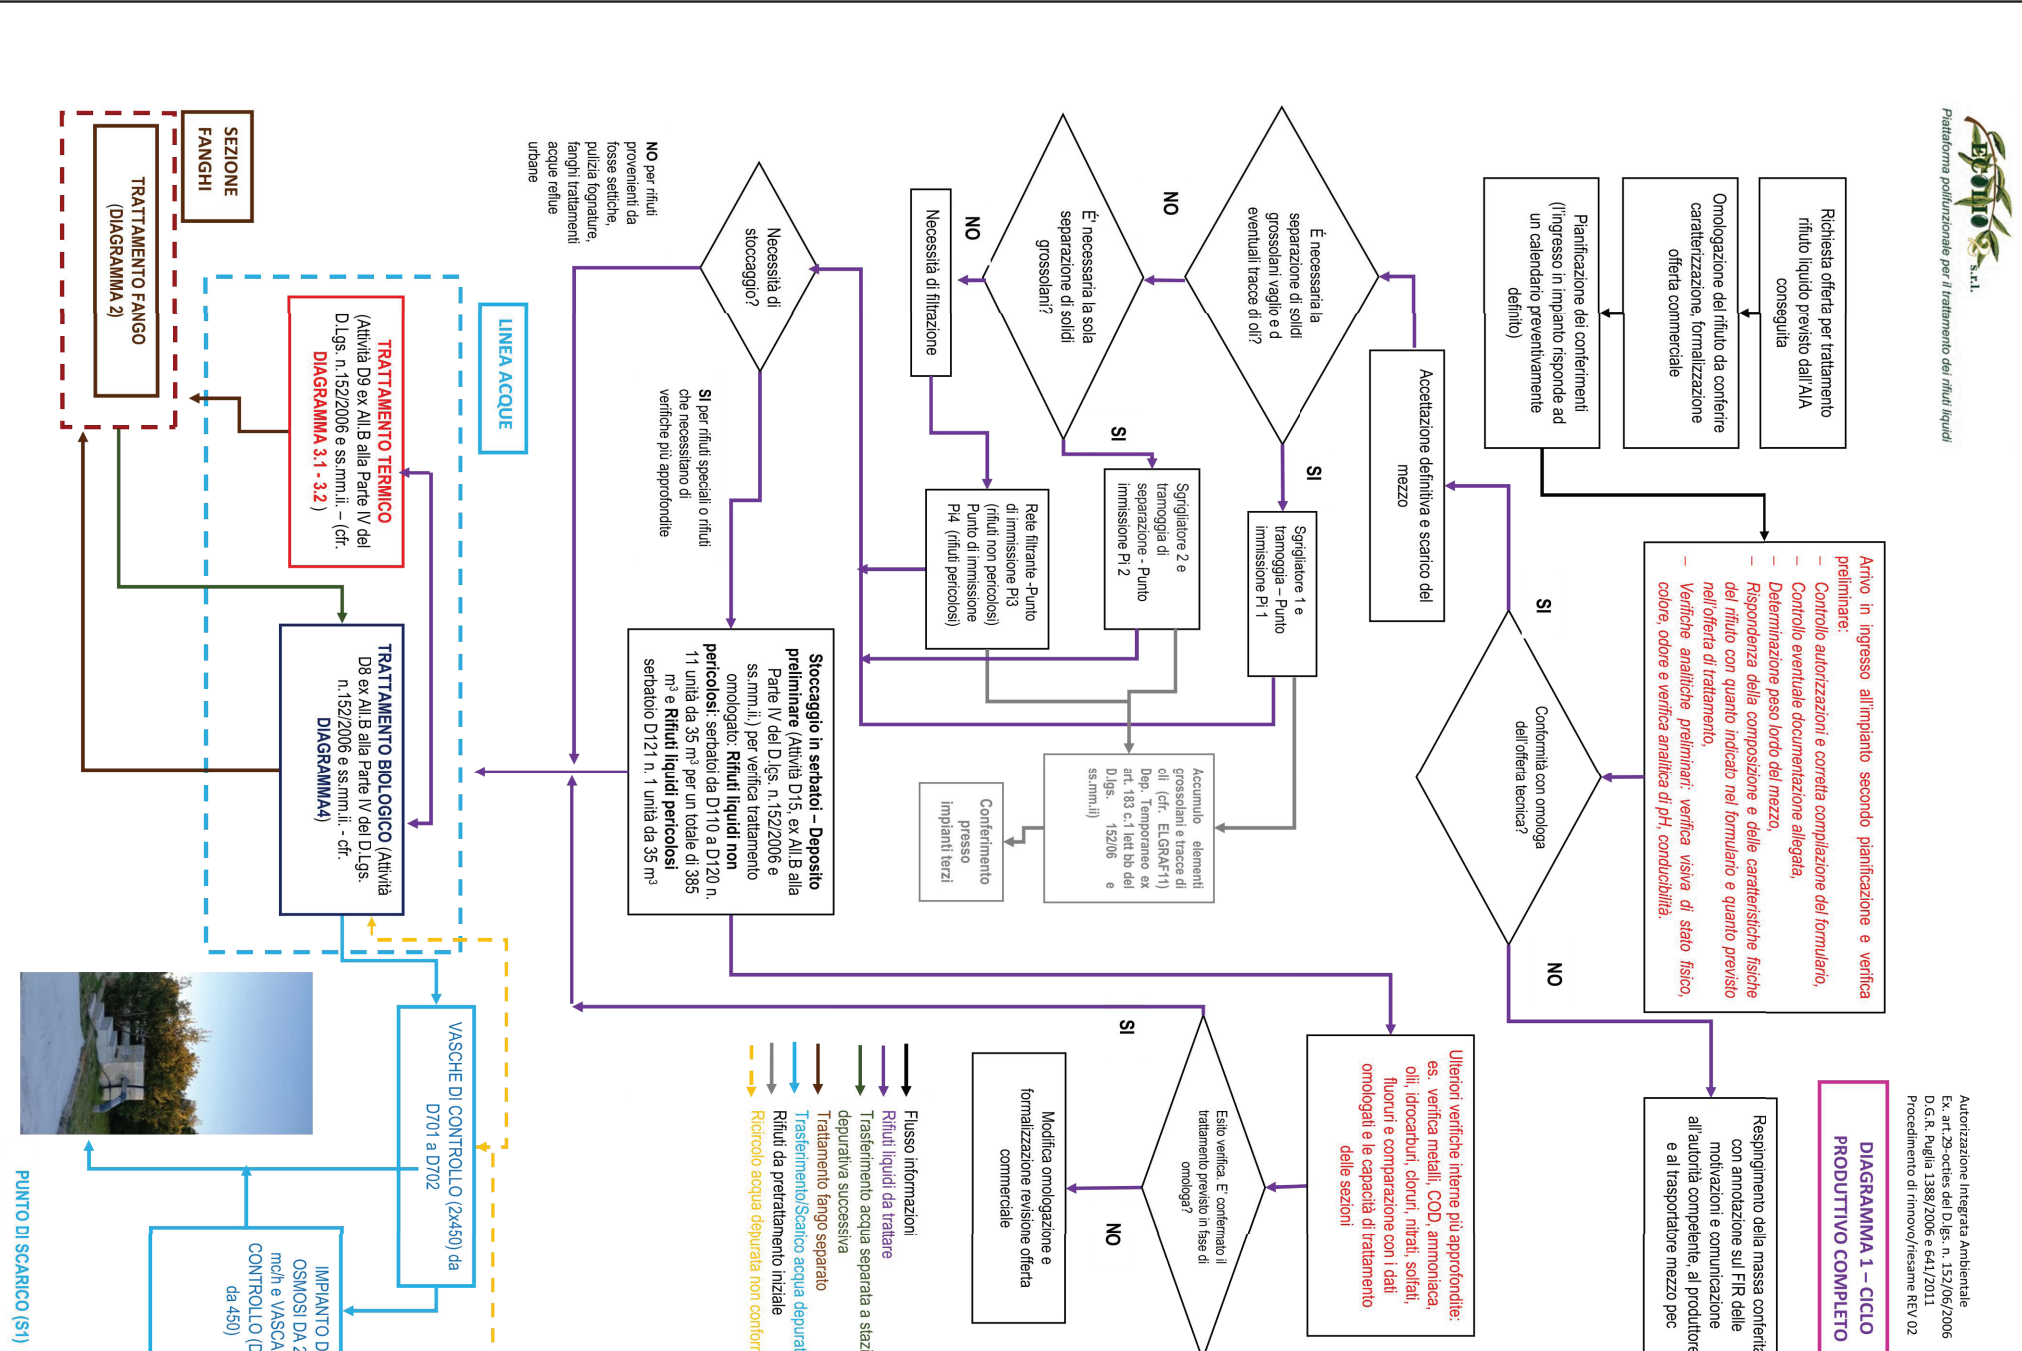 ECOLIO s.r.l.
Piattaforma polifunzionale per il trattamento dei rifiuti liquidi
Autorizzazione Integrata Ambientale
Ex. art.29-octies del D.lgs. n. 152/06/2006
D.G.R. Puglia 1388/2006 e 641/2011
Procedimento di rinnovo/riesame REV 02
DIAGRAMMA 1 – CICLO
PRODUTTIVO COMPLETO
Richiesta offerta per trattamento
rifiuto liquido previsto dall'AIA
conseguita
Omologazione del rifiuto da conferire
caratterizzazione, formalizzazione
offerta commerciale
Pianificazione dei conferimenti
(l'ingresso in impianto risponde ad
un calendario preventivamente
definito)
Arrivo in ingresso all'impianto secondo pianificazione e verifica
preliminare:
– Controllo autorizzazioni e corretta compilazione del formulario,
– Controllo eventuale documentazione allegata,
– Determinazione peso lordo del mezzo,
– Rispondenza della composizione e delle caratteristiche fisiche
del rifiuto con quanto indicato nel formulario e quanto previsto
nell'offerta di trattamento,
– Verifiche analitiche preliminari; verifica visiva di stato fisico,
colore, odore e verifica analitica di pH, conducibilità.
Conformità con omologa
dell'offerta tecnica?
SI
NO
Respingimento della massa conferita
con annotazione sul FIR delle
motivazioni e comunicazione
all'autorità competente, al produttore
e al trasportatore mezzo pec
Accettazione definitiva e scarico del
mezzo
É necessaria la
separazione di solidi
grossolani vaglio e d
eventuali tracce di oli?
SI
NO
Sgrigliatore 1 e
tramoggia – Punto
immissione Pi 1
É' necessaria la sola
separazione di solidi
grossolani?
SI
NO
Sgrigliatore 2 e
tramoggia di
separazione - Punto
immissione Pi 2
Necessità di filtrazione
Rete filtrante -Punto
di immissione Pi3
(rifiuti non pericolosi)
Punto di immissione
Pi4 (rifiuti pericolosi)
Accumulo elementi
grossolani e tracce di
oli (cfr. ELGRAF11)
Dep. Temporaneo ex
art. 183 c.1 lett bb del
D.lgs. 152/06 e
ss.mm.ii)
Conferimento
presso
impianti terzi
Necessità di
stoccaggio?
NO per rifiuti
provenienti da
fosse settiche,
pulizia fognature,
fanghi trattamenti
acque reflue
urbane
SI per rifiuti speciali o rifiuti
che necessitano di
verifiche più approfondite
Stoccaggio in serbatoi – Deposito
preliminare (Attività D15, ex All.B alla
Parte IV del D.lgs. n.152/2006 e
ss.mm.ii.) per verifica trattamento
omologato: Rifiuti liquidi non
pericolosi: serbatoi da D110 a D120 n.
11 unità da 35 m³ per un totale di 385
m³ e Rifiuti liquidi pericolosi
serbatoio D121 n. 1 unità da 35 m³
Ulteriori verifiche interne più approfondite:
es. verifica metalli, COD, ammoniaca,
olii, idrocarburi, cloruri, nitrati, solfati,
fluoruri e comparazione con i dati
omologati e le capacità di trattamento
delle sezioni
Esito verifica. E' confermato il
trattamento previsto in fase di
omologa?
SI
NO
Modifica omologazione e
formalizzazione revisione offerta
commerciale
Flusso informazioni
Rifiuti liquidi da trattare
Trasferimento acqua separata a stazi
depurativa successiva
Trattamento fango separato
Trasferimento/Scarico acqua depurat
Rifiuti da pretrattamento iniziale
Ricircolo acqua depurata non confor
LINEA ACQUE
TRATTAMENTO TERMICO
(Attività D9 ex All.B alla Parte IV del
D.Lgs. n.152/2006 e ss.mm.ii. – (cfr.
DIAGRAMMA 3.1 - 3.2 )
TRATTAMENTO BIOLOGICO (Attività
D8 ex All.B alla Parte IV del D.Lgs.
n.152/2006 e ss.mm.ii. - cfr.
DIAGRAMMA4)
SEZIONE
FANGHI
TRATTAMENTO FANGO
(DIAGRAMMA 2)
VASCHE DI CONTROLLO (2x450) da
D701 a D702
IMPIANTO D
OSMOSI DA 2
mc/h e VASCA
CONTROLLO (D
da 450)
PUNTO DI SCARICO (S1)